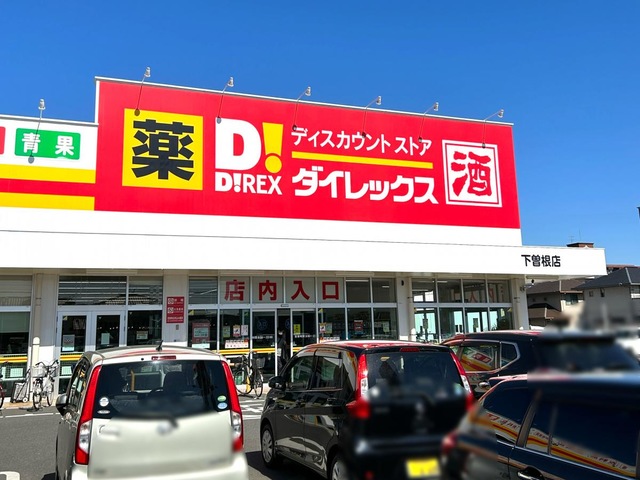 青果
薬
D!
D!REX
ディスカウント ストア
ダイレックス
酒
下曽根店
店内入口